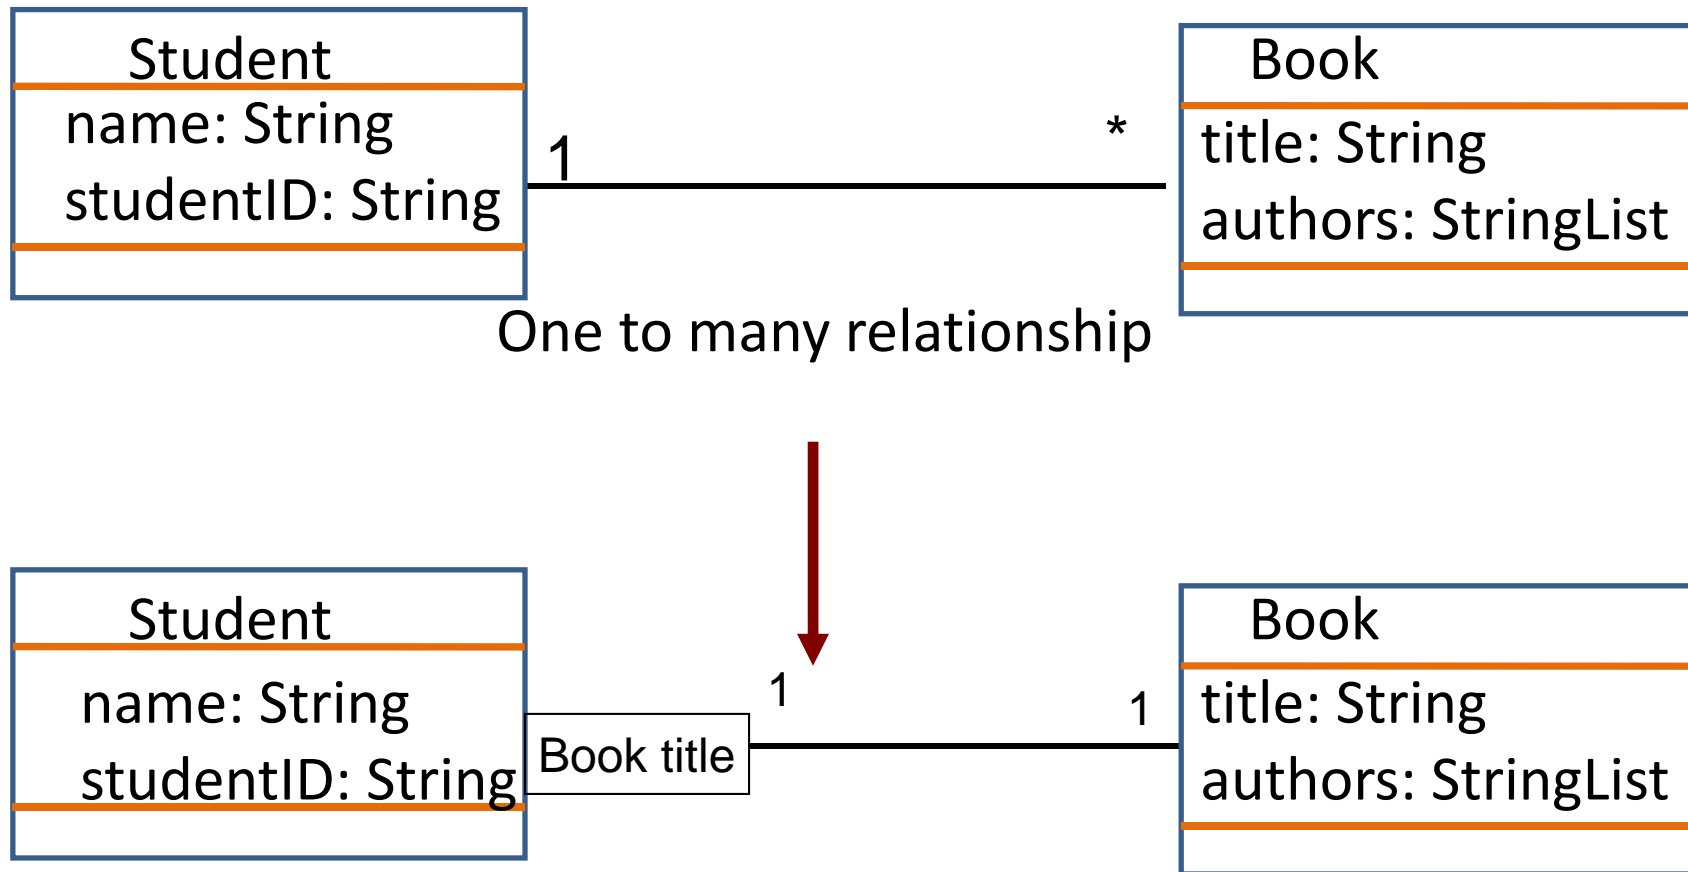 Student
name: String
studentID: String
1
*
Book
title: String
authors: StringList
One to many relationship
Student
name: String
studentID: String
Book title
1
1
Book
title: String
authors: StringList